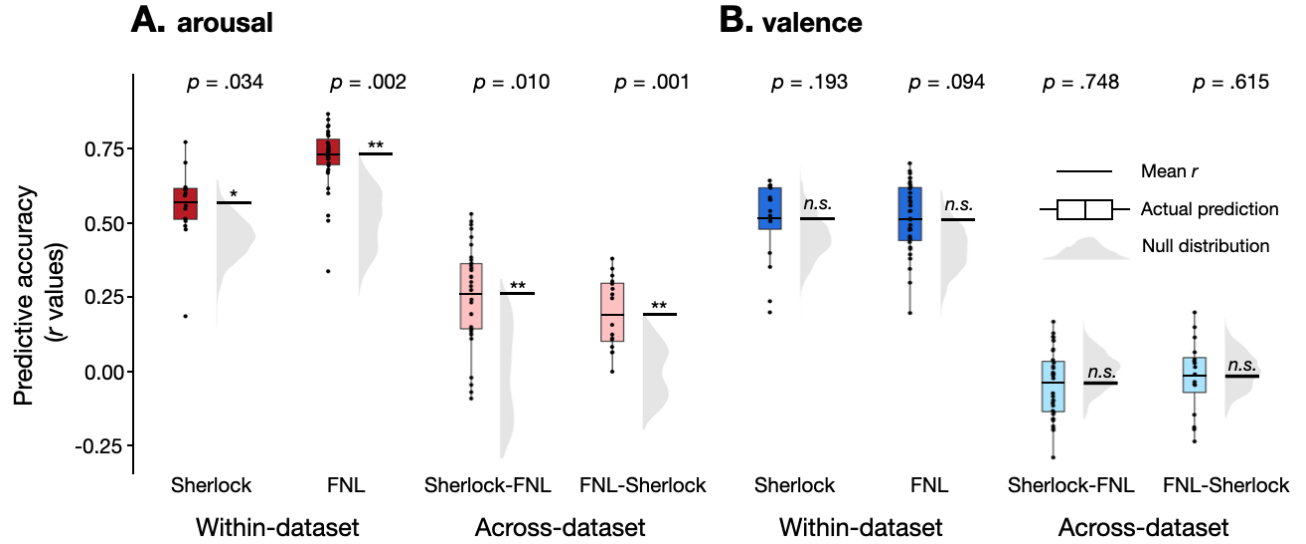 A. arousal
B. valence
p = .034
p = .002
p = .010
p = .001
p = .193
p = .094
p = .748
p = .615
Predictive accuracy
(r values)
0.75
0.50
0.25
0.00
-0.25
*
**
**
**
n.s.
n.s.
n.s.
n.s.
Mean r
Actual prediction
Null distribution
Sherlock
FNL
Sherlock-FNL
FNL-Sherlock
Sherlock
FNL
Sherlock-FNL
FNL-Sherlock
Within-dataset
Across-dataset
Within-dataset
Across-dataset